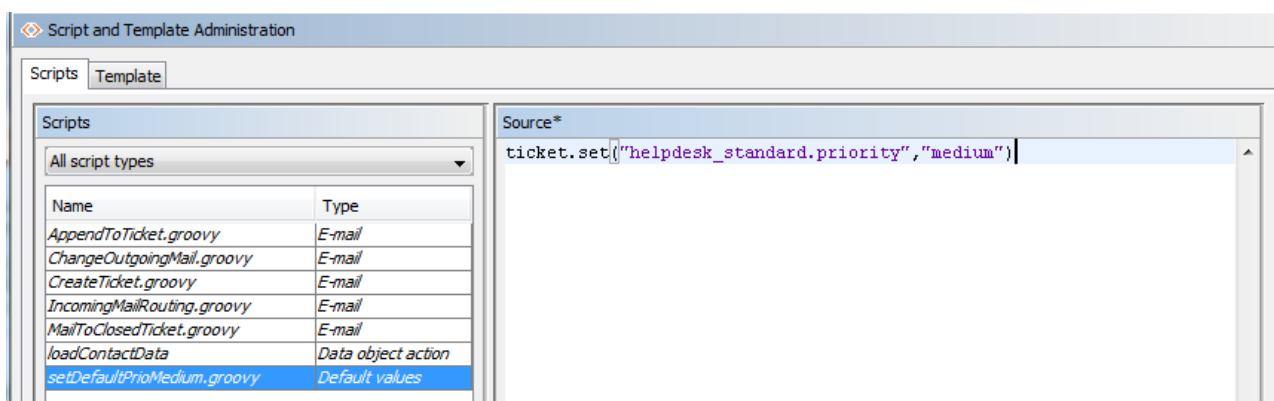 Script and Template Administration
Scripts Template
Scripts
Source*
All script types
ticket.set("helpdesk_standard.priority","medium")
Name Type
AppendToTicket.groovy E-mail
ChangeOutgoingMail.groovy E-mail
CreateTicket.groovy E-mail
IncomingMailRouting.groovy E-mail
MailToClosedTicket.groovy E-mail
loadContactData Data object action
setDefaultPrioMedium.groovy Default values